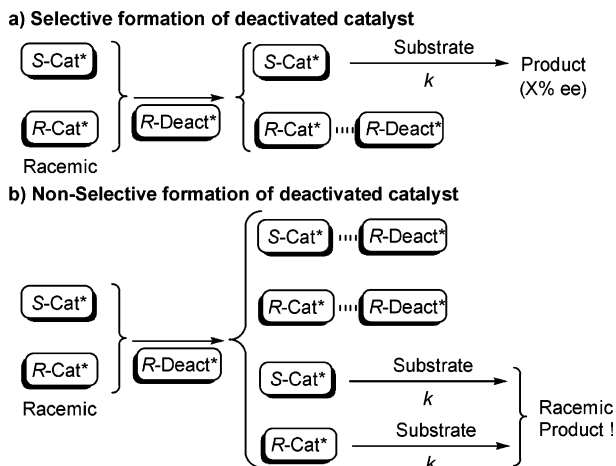 a) Selective formation of deactivated catalyst
S-Cat*
R-Cat*
Racemic
R-Deact*
S-Cat*
Substrate
k
Product
(X% ee)
R-Cat*
R-Deact*
b) Non-Selective formation of deactivated catalyst
S-Cat*
R-Cat*
Racemic
R-Deact*
S-Cat*
R-Deact*
R-Cat*
R-Deact*
S-Cat*
Substrate
k
R-Cat*
Substrate
k
Racemic
Product !